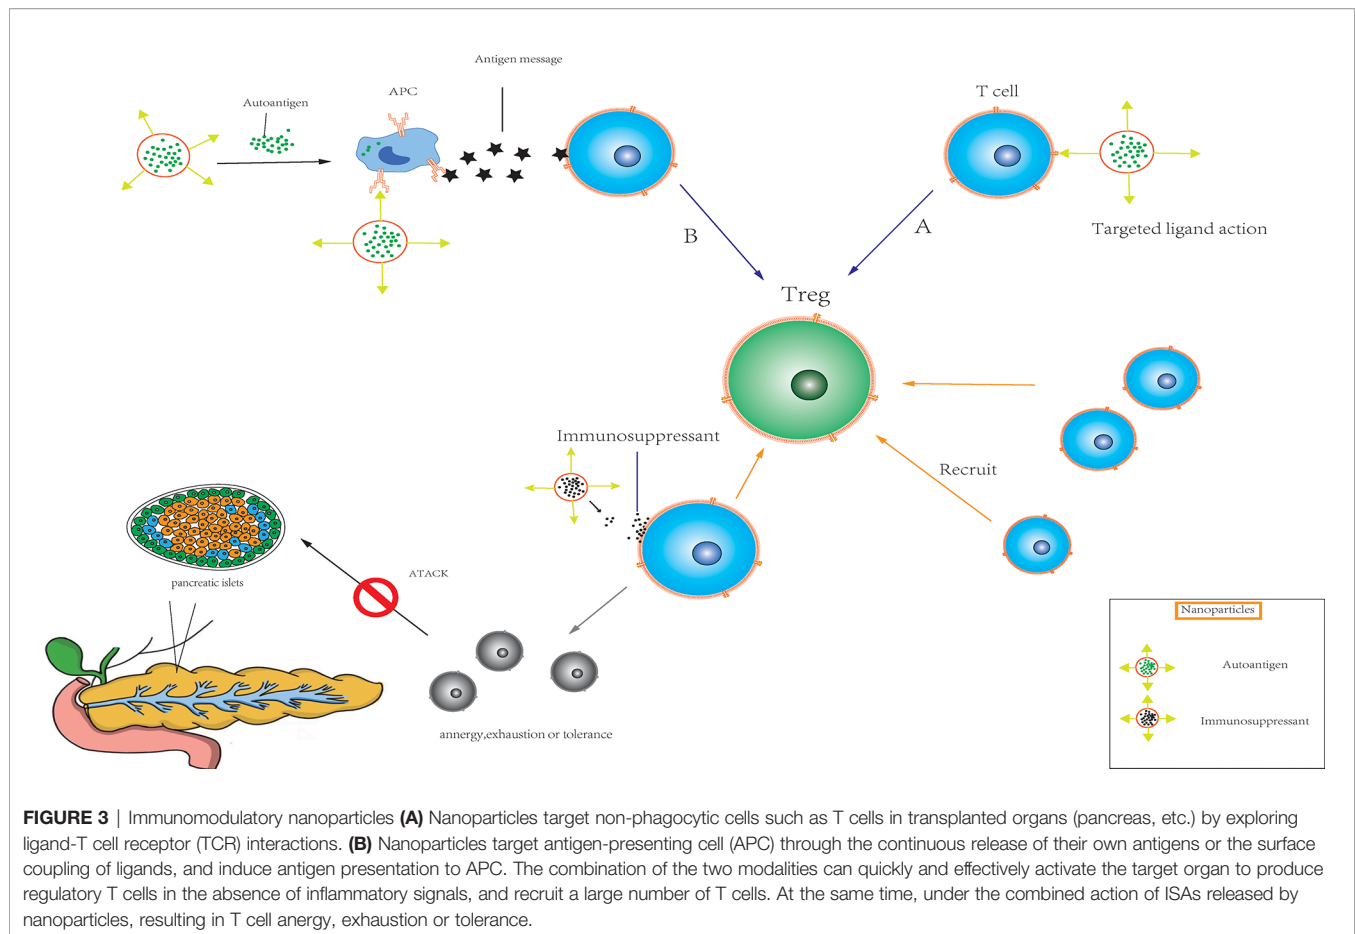 Antigen message
APC
T cell
Autoantigen
B
A
Targeted ligand action
Treg
Immunosuppressant
Recruit
ATACK
pancreatic islets
annergy,exhaustion or tolerance
Nanoparticles
Autoantigen
Immunosuppressant
FIGURE 3 | Immunomodulatory nanoparticles (A) Nanoparticles target non-phagocytic cells such as T cells in transplanted organs (pancreas, etc.) by exploring
ligand-T cell receptor (TCR) interactions. (B) Nanoparticles target antigen-presenting cell (APC) through the continuous release of their own antigens or the surface
coupling of ligands, and induce antigen presentation to APC. The combination of the two modalities can quickly and effectively activate the target organ to produce
regulatory T cells in the absence of inflammatory signals, and recruit a large number of T cells. At the same time, under the combined action of ISAs released by
nanoparticles, resulting in T cell anergy, exhaustion or tolerance.